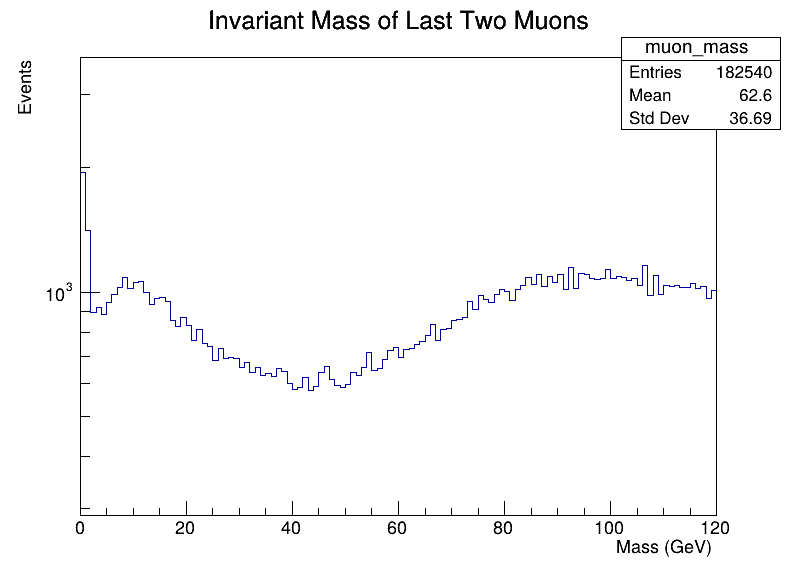 Invariant Mass of Last Two Muons
muon_mass
Entries 182540
Mean 62.6
Std Dev 36.69
Events
10³
0 20 40 60 80 100 120
Mass (GeV)